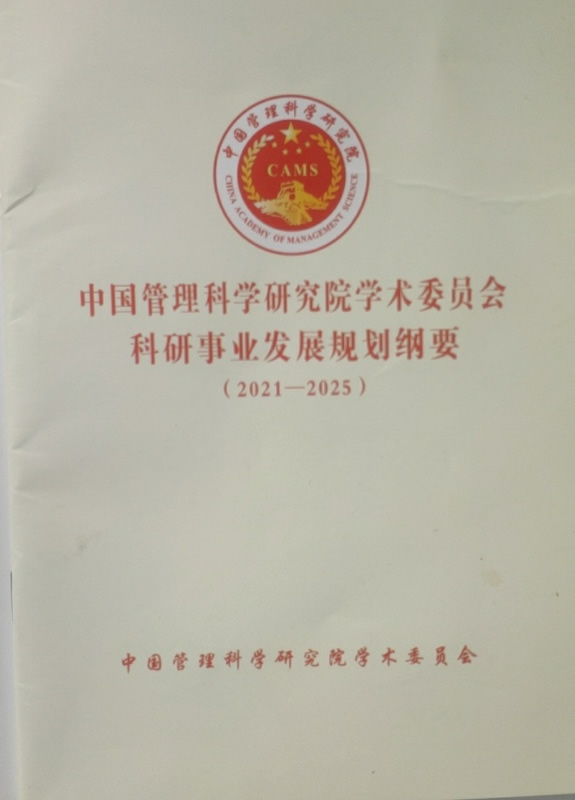 中国管理科学研究院
CAMS
CHINA ACADEMY OF MANAGEMENT SCIENCE
中国管理科学研究院学术委员会
科研事业发展规划纲要
（2021—2025）
中国管理科学研究院学术委员会